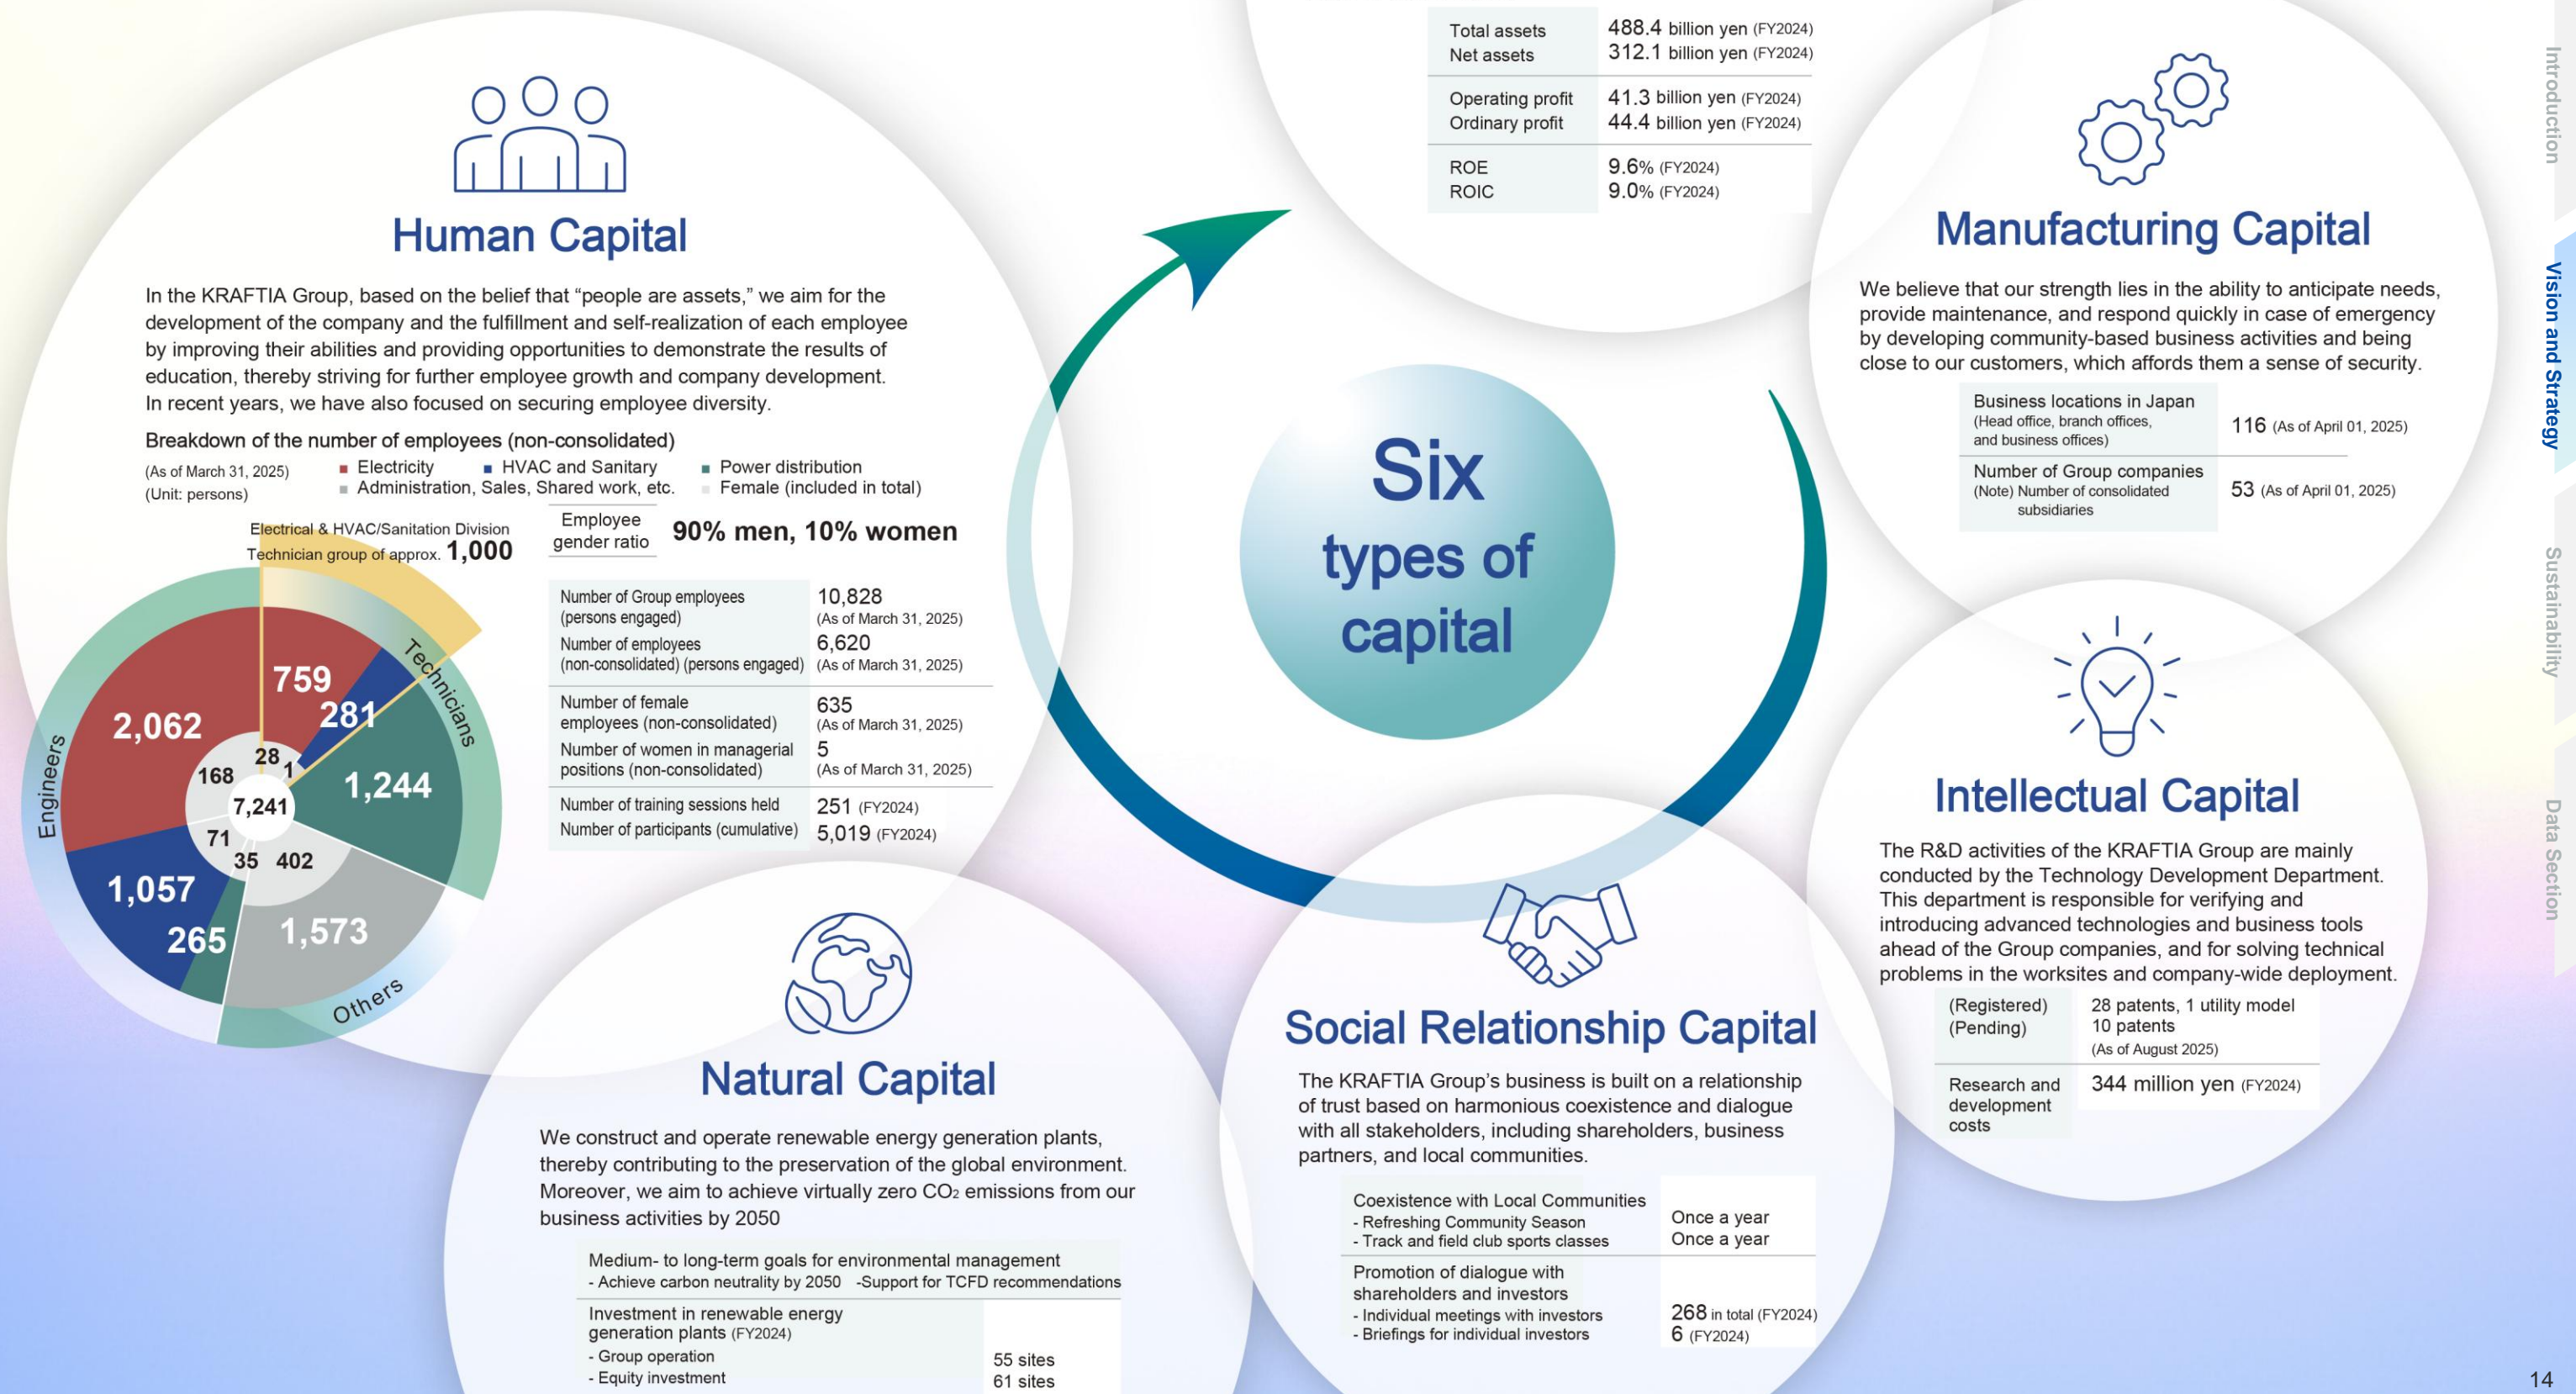 Human Capital
In the KRAFTIA Group, based on the belief that “people are assets,” we aim for the
development of the company and the fulfillment and self-realization of each employee
by improving their abilities and providing opportunities to demonstrate the results of
education, thereby striving for further employee growth and company development.
In recent years, we have also focused on securing employee diversity.
Breakdown of the number of employees (non-consolidated)
(As of March 31, 2025)
(Unit: persons)
Electricity
HVAC and Sanitary
Power distribution
Administration, Sales, Shared work, etc.
Female (included in total)
Electrical & HVAC/Sanitation Division
Technician group of approx. 1,000
Employee
gender ratio
90% men, 10% women
Technicians
Engineers
Others
759
281
2,062
28
1
168
1,244
7,241
71
35
402
1,057
265
1,573
Number of Group employees
(persons engaged)
10,828
(As of March 31, 2025)
Number of employees
(non-consolidated) (persons engaged)
6,620
(As of March 31, 2025)
Number of female
employees (non-consolidated)
635
(As of March 31, 2025)
Number of women in managerial
positions (non-consolidated)
5
(As of March 31, 2025)
Number of training sessions held
251 (FY2024)
Number of participants (cumulative)
5,019 (FY2024)
Total assets
488.4 billion yen (FY2024)
Net assets
312.1 billion yen (FY2024)
Operating profit
41.3 billion yen (FY2024)
Ordinary profit
44.4 billion yen (FY2024)
ROE
9.6% (FY2024)
ROIC
9.0% (FY2024)
Six
types of
capital
Manufacturing Capital
We believe that our strength lies in the ability to anticipate needs,
provide maintenance, and respond quickly in case of emergency
by developing community-based business activities and being
close to our customers, which affords them a sense of security.
Business locations in Japan
(Head office, branch offices,
and business offices)
116 (As of April 01, 2025)
Number of Group companies
(Note) Number of consolidated
subsidiaries
53 (As of April 01, 2025)
Intellectual Capital
The R&D activities of the KRAFTIA Group are mainly
conducted by the Technology Development Department.
This department is responsible for verifying and
introducing advanced technologies and business tools
ahead of the Group companies, and for solving technical
problems in the worksites and company-wide deployment.
(Registered)
28 patents, 1 utility model
(Pending)
10 patents
(As of August 2025)
Research and
development
costs
344 million yen (FY2024)
Natural Capital
We construct and operate renewable energy generation plants,
thereby contributing to the preservation of the global environment.
Moreover, we aim to achieve virtually zero CO₂ emissions from our
business activities by 2050
Medium- to long-term goals for environmental management
- Achieve carbon neutrality by 2050 -Support for TCFD recommendations
Investment in renewable energy
generation plants (FY2024)
- Group operation
55 sites
- Equity investment
61 sites
Social Relationship Capital
The KRAFTIA Group’s business is built on a relationship
of trust based on harmonious coexistence and dialogue
with all stakeholders, including shareholders, business
partners, and local communities.
Coexistence with Local Communities
- Refreshing Community Season
Once a year
- Track and field club sports classes
Once a year
Promotion of dialogue with
shareholders and investors
- Individual meetings with investors
268 in total (FY2024)
- Briefings for individual investors
6 (FY2024)
Introduction
Vision and Strategy
Sustainability
Data Section
14